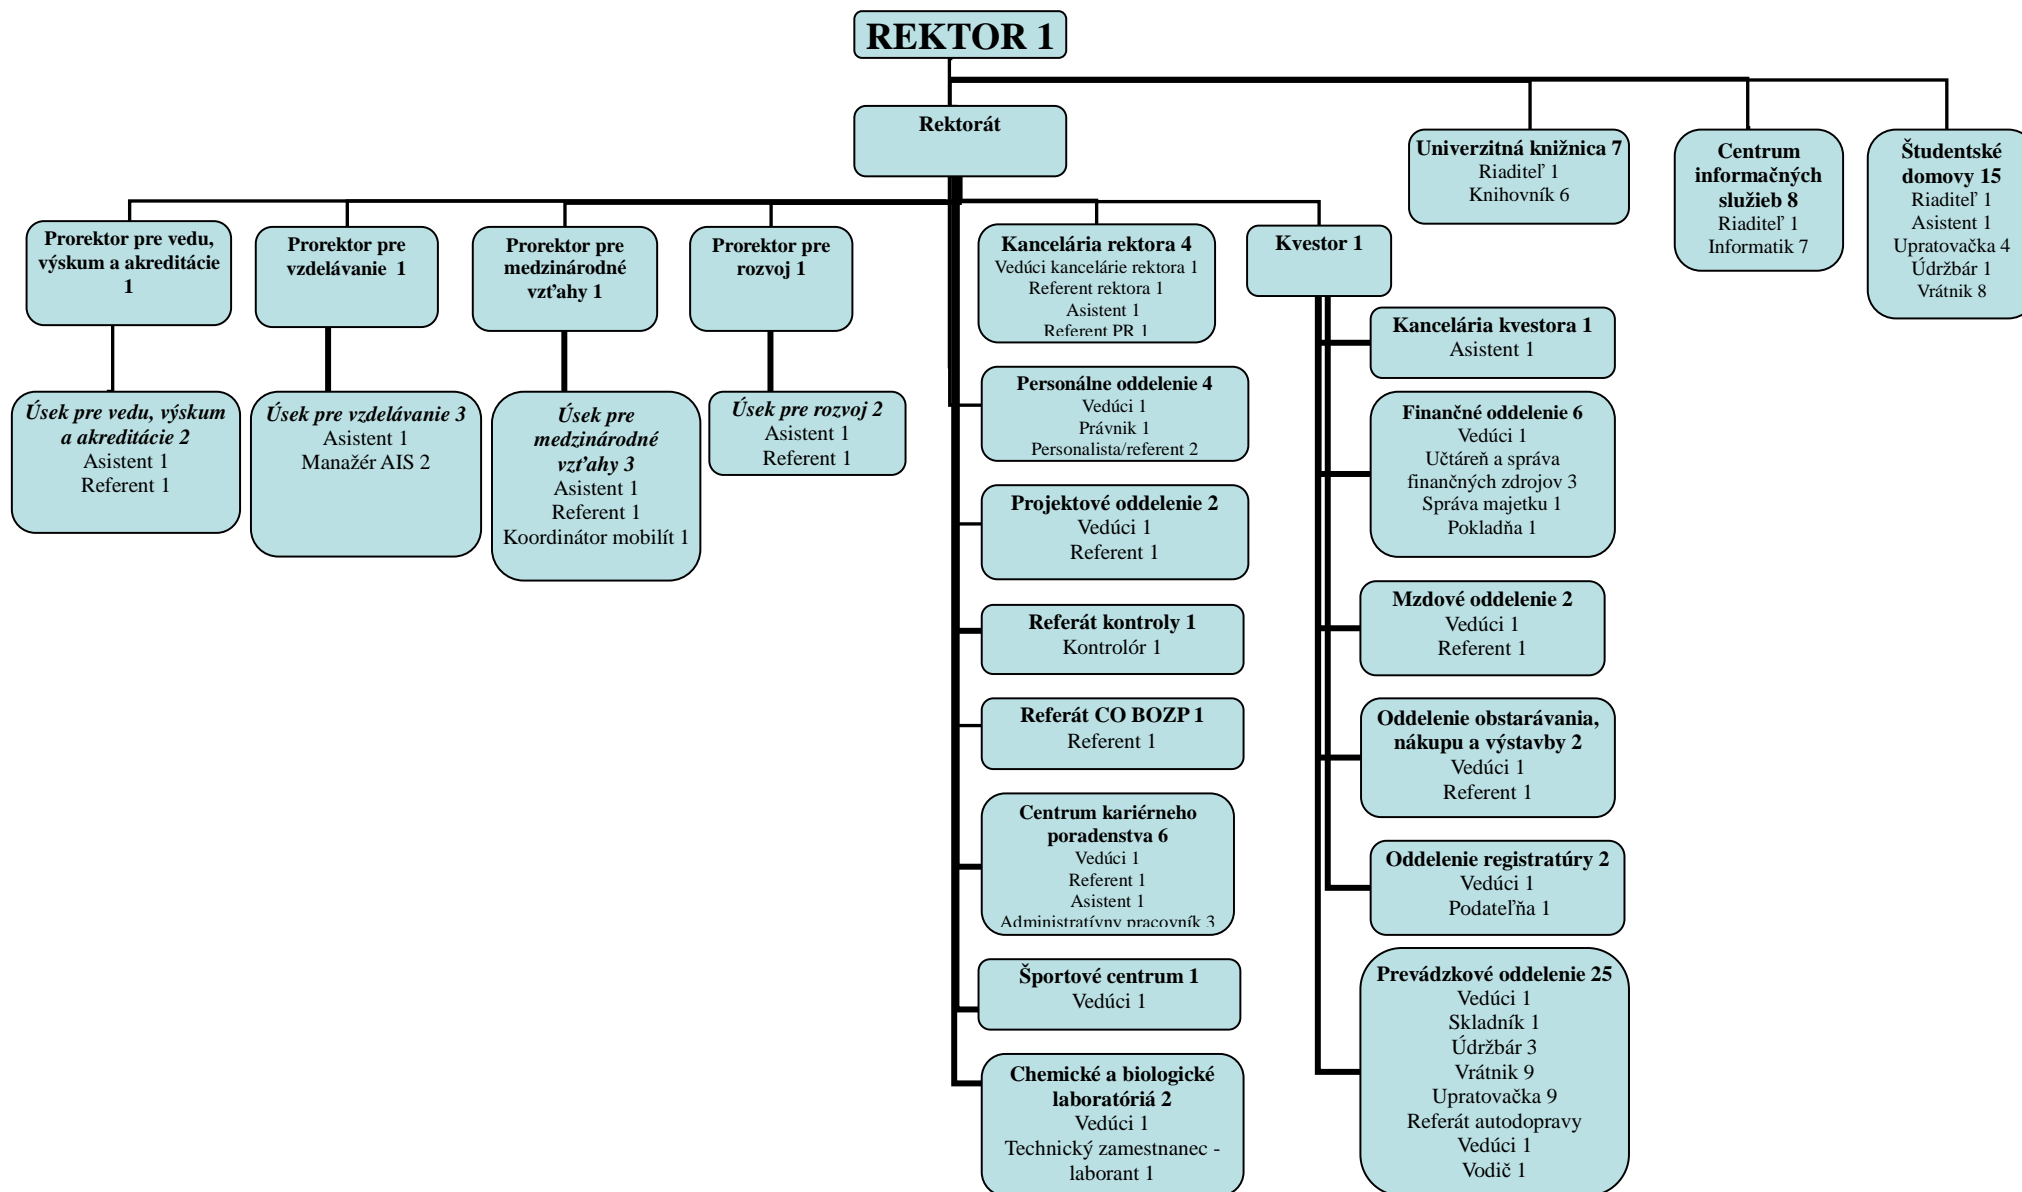 REKTOR 1
Rektorát
Univerzitná knižnica 7
Riaditeľ 1
Knihovník 6
Centrum
informačných
služieb 8
Riaditeľ 1
Informatik 7
Študentské
domovy 15
Riaditeľ 1
Asistent 1
Upratovačka 4
Údržbár 1
Vrátnik 8
Prorektor pre vedu,
výskum a akreditácie
1
Prorektor pre
vzdelávanie 1
Prorektor pre
medzinárodné
vzťahy 1
Prorektor pre
rozvoj 1
Kancelária rektora 4
Vedúci kancelárie rektora 1
Referent rektora 1
Asistent 1
Referent PR 1
Kvestor 1
Úsek pre vedu, výskum
a akreditácie 2
Asistent 1
Referent 1
Úsek pre vzdelávanie 3
Asistent 1
Manažér AIS 2
Úsek pre
medzinárodné
vzťahy 3
Asistent 1
Referent 1
Koordinátor mobilít 1
Úsek pre rozvoj 2
Asistent 1
Referent 1
Personálne oddelenie 4
Vedúci 1
Právnik 1
Personalista/referent 2
Projektové oddelenie 2
Vedúci 1
Referent 1
Referát kontroly 1
Kontrolór 1
Referát CO BOZP 1
Referent 1
Centrum kariérneho
poradenstva 6
Vedúci 1
Referent 1
Asistent 1
Administratívny pracovník 3
Športové centrum 1
Vedúci 1
Chemické a biologické
laboratóriá 2
Vedúci 1
Technický zamestnanec -
laborant 1
Kancelária kvestora 1
Asistent 1
Finančné oddelenie 6
Vedúci 1
Učtáreň a správa
finančných zdrojov 3
Správa majetku 1
Pokladňa 1
Mzdové oddelenie 2
Vedúci 1
Referent 1
Oddelenie obstarávania,
nákupu a výstavby 2
Vedúci 1
Referent 1
Oddelenie registratúry 2
Vedúci 1
Podateľňa 1
Prevádzkové oddelenie 25
Vedúci 1
Skladník 1
Údržbár 3
Vrátnik 9
Upratovačka 9
Referát autodopravy
Vedúci 1
Vodič 1